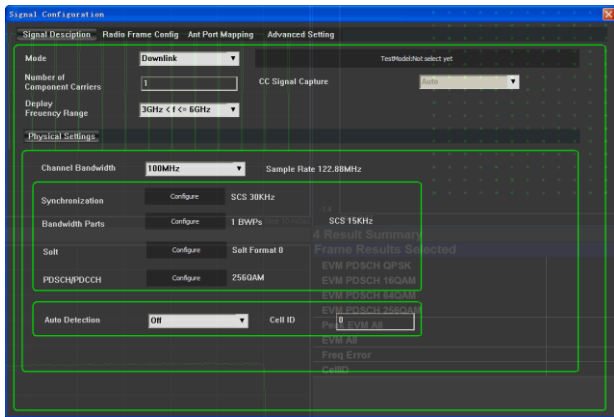 Signal Configuration
Signal Desciption Radio Frame Config Ant Port Mapping Advanced Setting
Mode Downlink TestModel:Not select yet
Number of
Component Carriers 1 CC Signal Capture Auto
Deploy
Freuency Range 3GHz < f <= 6GHz
Physical Settings
Channel Bandwidth 100MHz Sample Rate 122.88MHz
Synchronization Configure SCS 30KHz
Bandwidth Parts Configure 1 BWPs SCS 15KHz
4 Result Summary
Solt Configure Solt Format 0 Frame Results Selected
EVM PDSCH QPSK
PDSCH/PDCCH Configure 256QAM EVM PDSCH 16QAM
EVM PDSCH 64QAM
EVM PDSCH 256QAM
Auto Detection Off Cell ID 0
Peak EVM All
EVM All
Freq Error
CellID